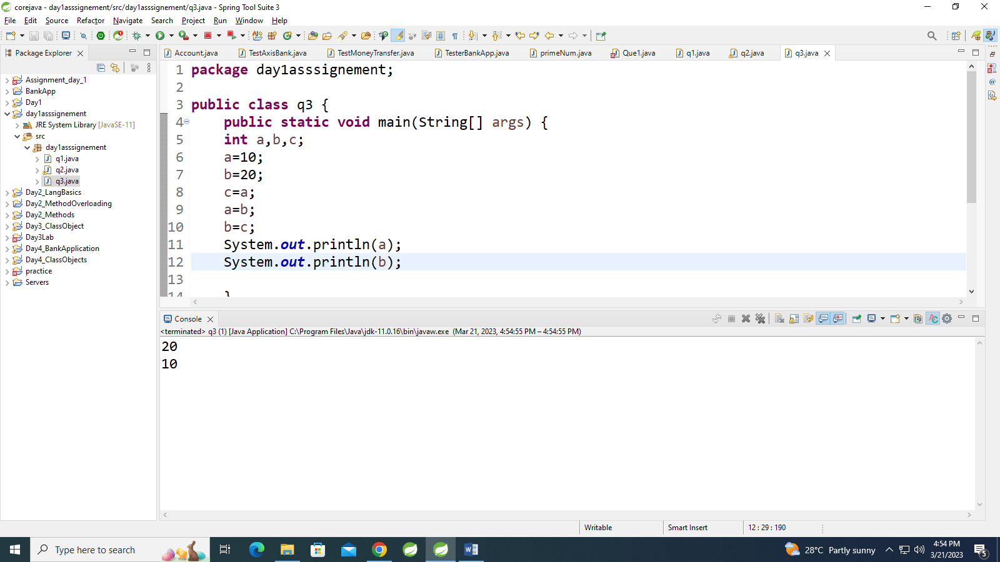 corejava - day1asssignement/src/day1asssignement/q3.java - Spring Tool Suite 3
File Edit Source Refactor Navigate Search Project Run Window Help
Package Explorer
Account.java TestAxisBank.java TestMoneyTransfer.java TesterBankApp.java primeNum.java Que1.java q1.java q2.java q3.java
Assignment_day_1
BankApp
Day1
day1asssignement
JRE System Library [JavaSE-11]
src
day1asssignement
q1.java
q2.java
q3.java
Day2_LangBasics
Day2_MethodOverloading
Day2_Methods
Day3_ClassObject
Day3Lab
Day4_BankApplication
Day4_ClassObjects
practice
Servers
1 package day1asssignement;
2
3 public class q3 {
4 public static void main(String[] args) {
5 int a,b,c;
6 a=10;
7 b=20;
8 c=a;
9 a=b;
10 b=c;
11 System.out.println(a);
12 System.out.println(b);
13
14 }
Console
<terminated> q3 (1) [Java Application] C:\Program Files\Java\jdk-11.0.16\bin\javaw.exe (Mar 21, 2023, 4:54:55 PM – 4:54:55 PM)
20
10
Writable Smart Insert 12 : 29 : 190
Type here to search 28°C Partly sunny 4:54 PM
3/21/2023 5